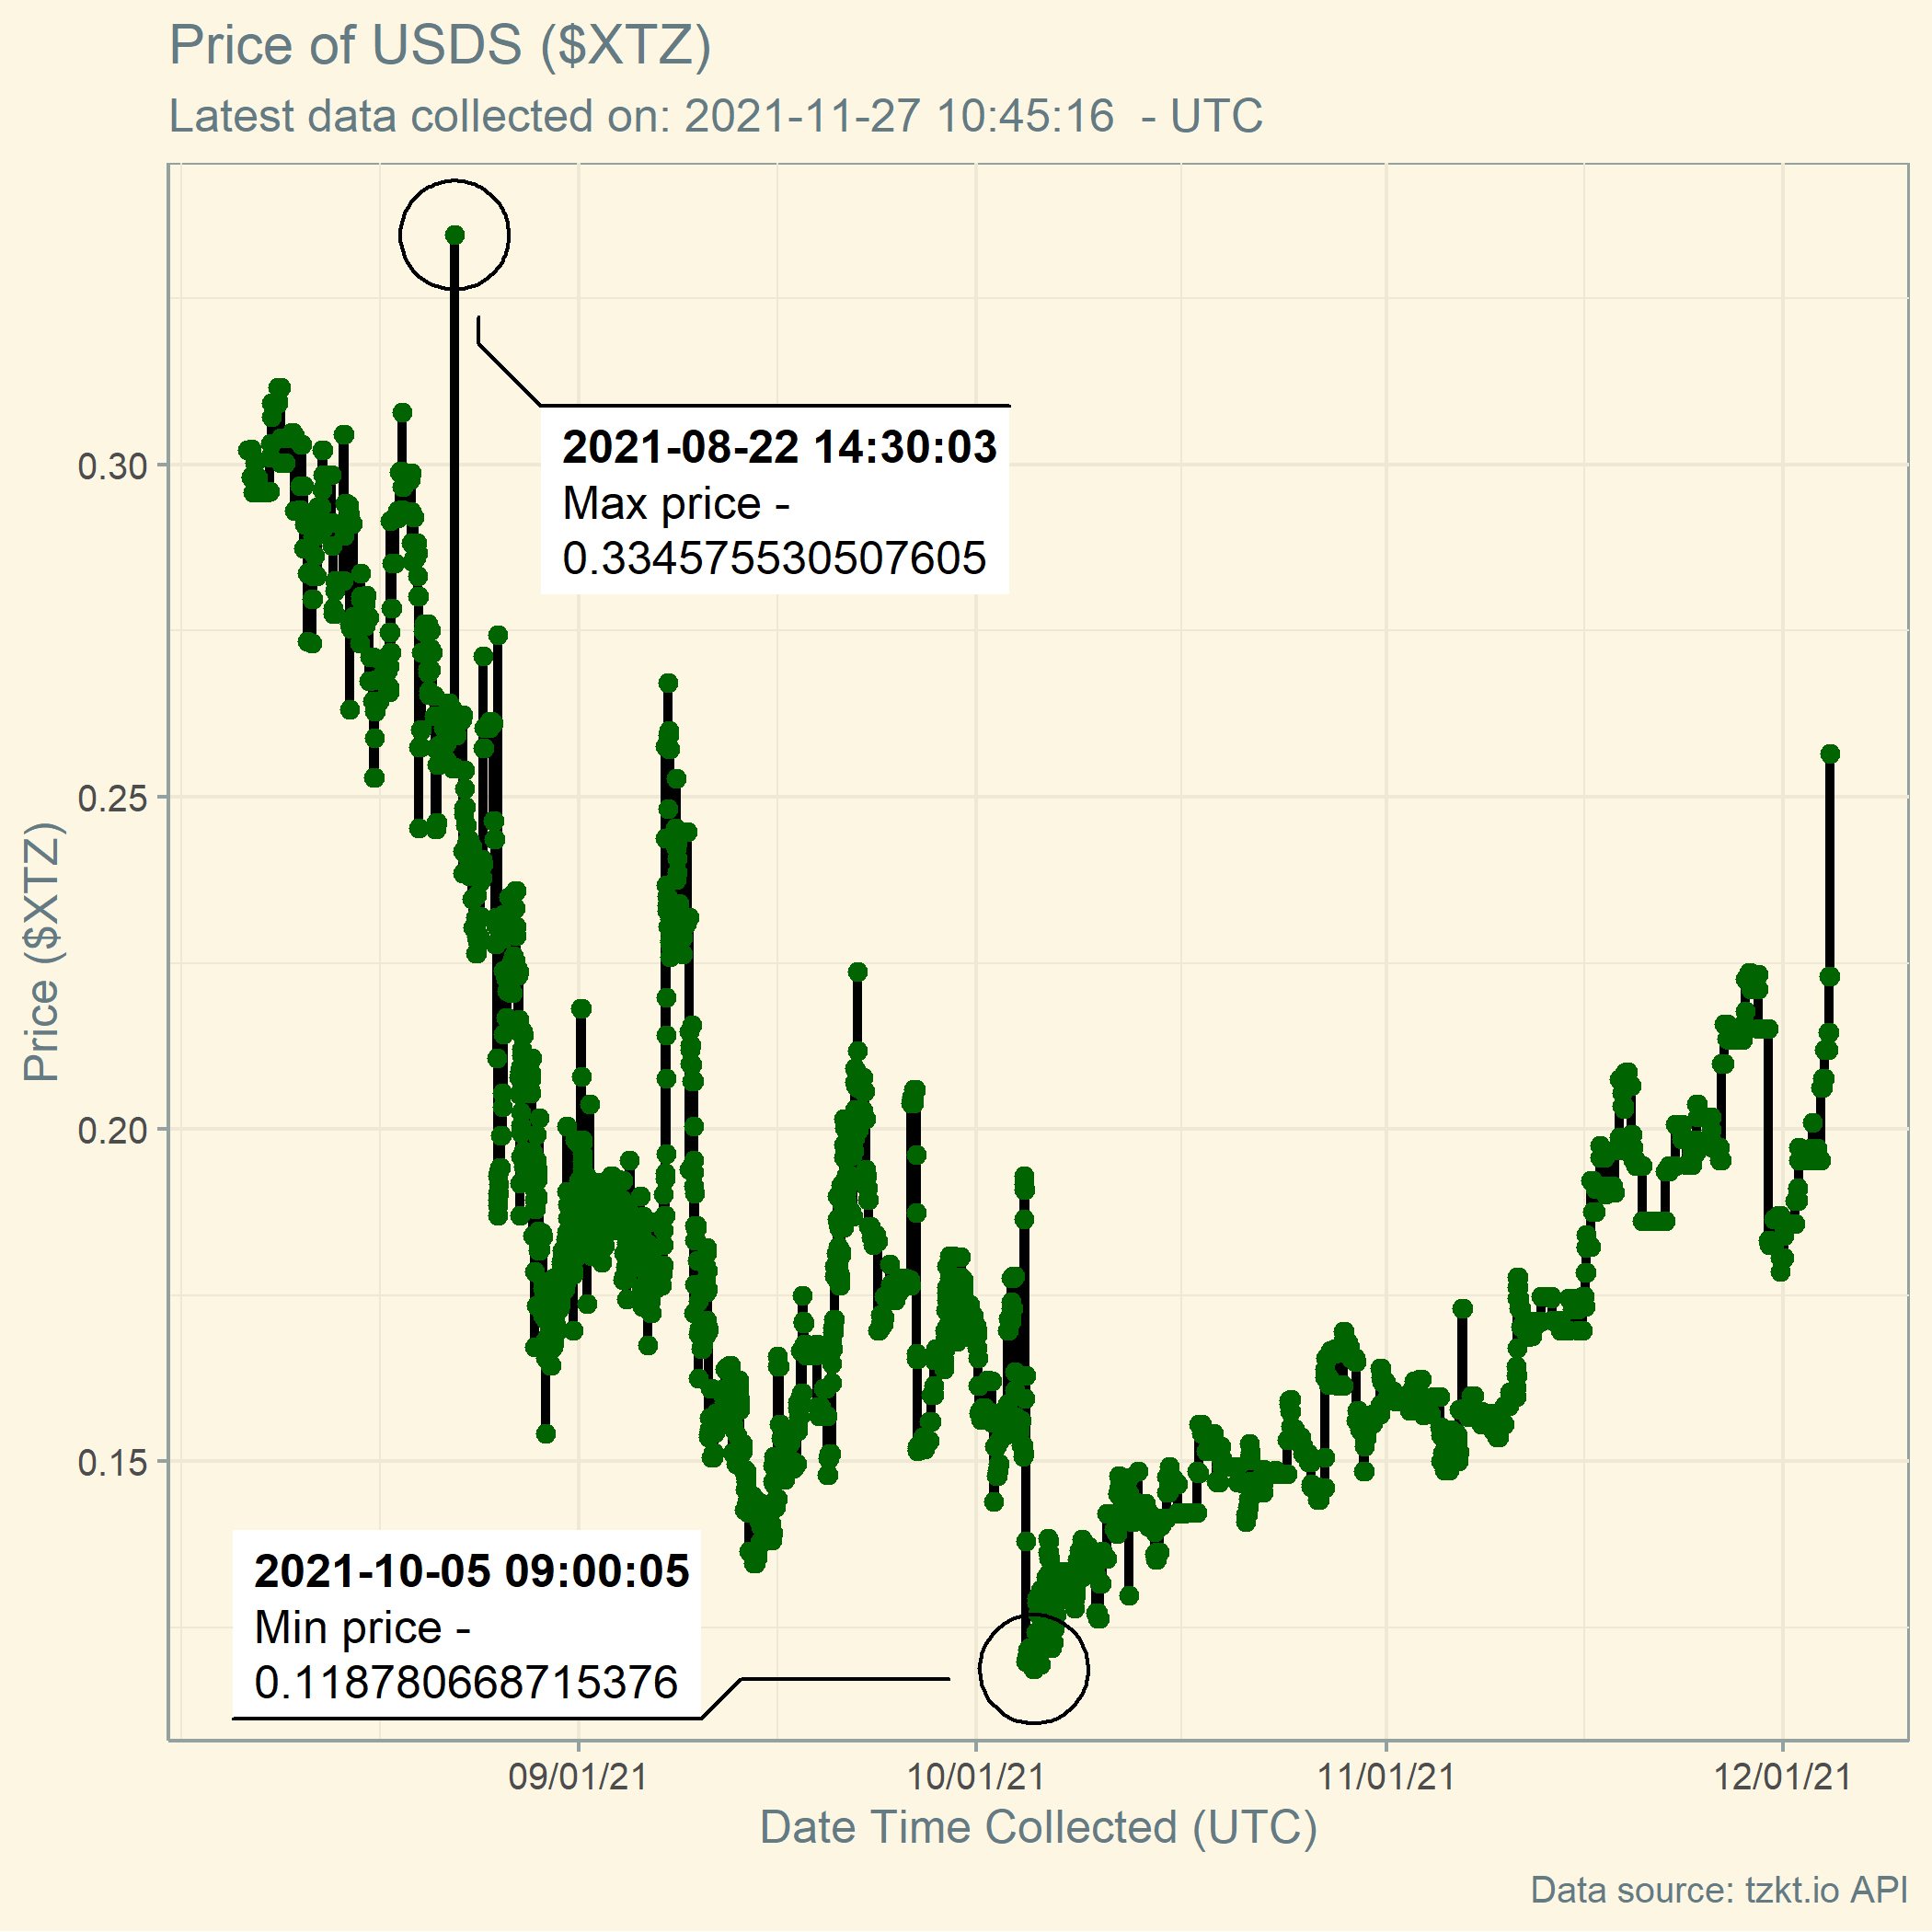 Price of USDS ($XTZ)
Latest data collected on: 2021-11-27 10:45:16  - UTC
Price ($XTZ)
0.30
0.25
0.20
0.15
2021-08-22 14:30:03
Max price -
0.334575530507605
2021-10-05 09:00:05
Min price -
0.118780668715376
09/01/21
10/01/21
11/01/21
12/01/21
Date Time Collected (UTC)
Data source: tzkt.io API